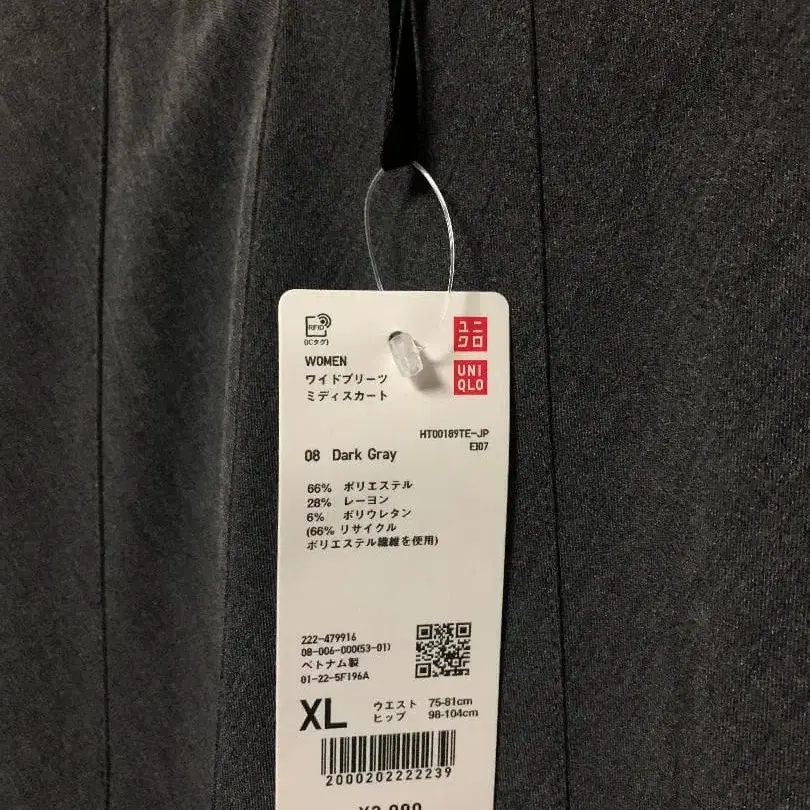 RFID
(ICタグ)
ユニ
クロ
UNI
QLO
WOMEN
ワイドプリーツ
ミディスカート
HT00189TE-JP
EI07
08 Dark Gray
66% ポリエステル
28% レーヨン
6% ポリウレタン
(66% リサイクル
ポリエステル繊維を使用)
222-479916
08-006-000(53-01)
ベトナム製
01-22-5F196A
XL
ウエスト 75-81cm
ヒップ 98-104cm
2000202222239